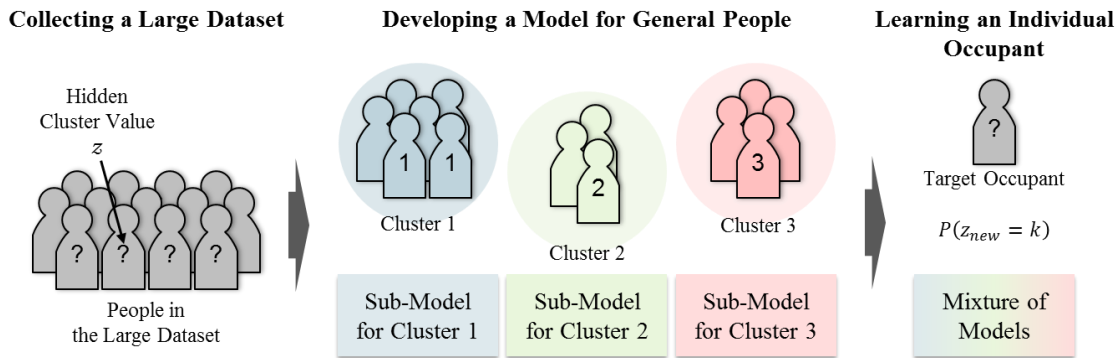 Collecting a Large Dataset
Developing a Model for General People
Learning an Individual
Occupant
Hidden
Cluster Value
z
? ? ? ?
People in
the Large Dataset
1 1
Cluster 1
2
Cluster 2
3
Cluster 3
Sub-Model
for Cluster 1
Sub-Model
for Cluster 2
Sub-Model
for Cluster 3
?
Target Occupant
P(z_new = k)
Mixture of
Models